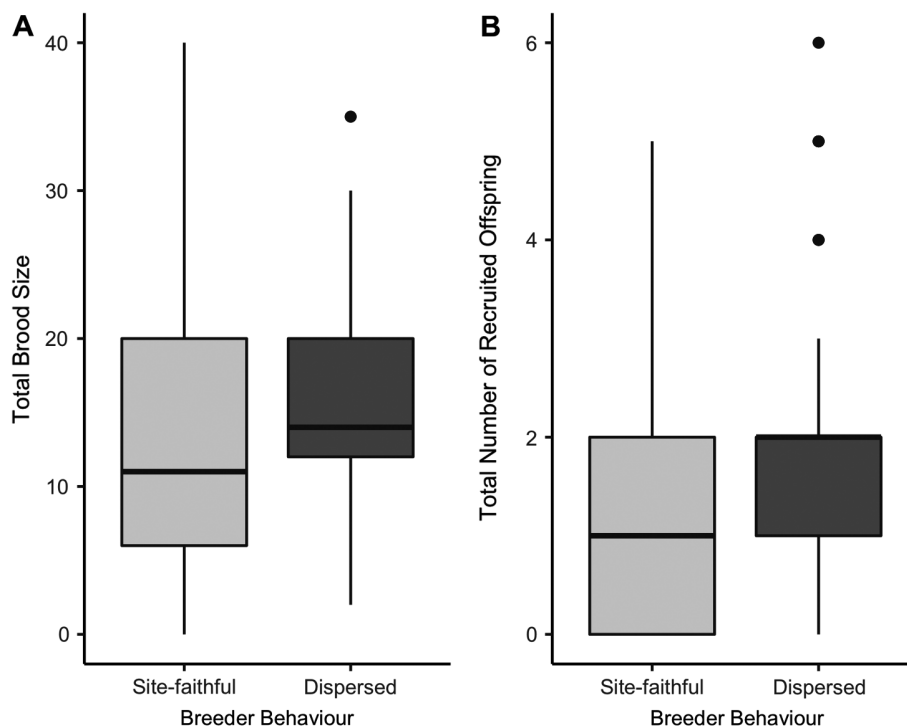 A
Total Brood Size
40
30
20
10
0
Site-faithful
Dispersed
Breeder Behaviour
B
Total Number of Recruited Offspring
6
4
2
0
Site-faithful
Dispersed
Breeder Behaviour